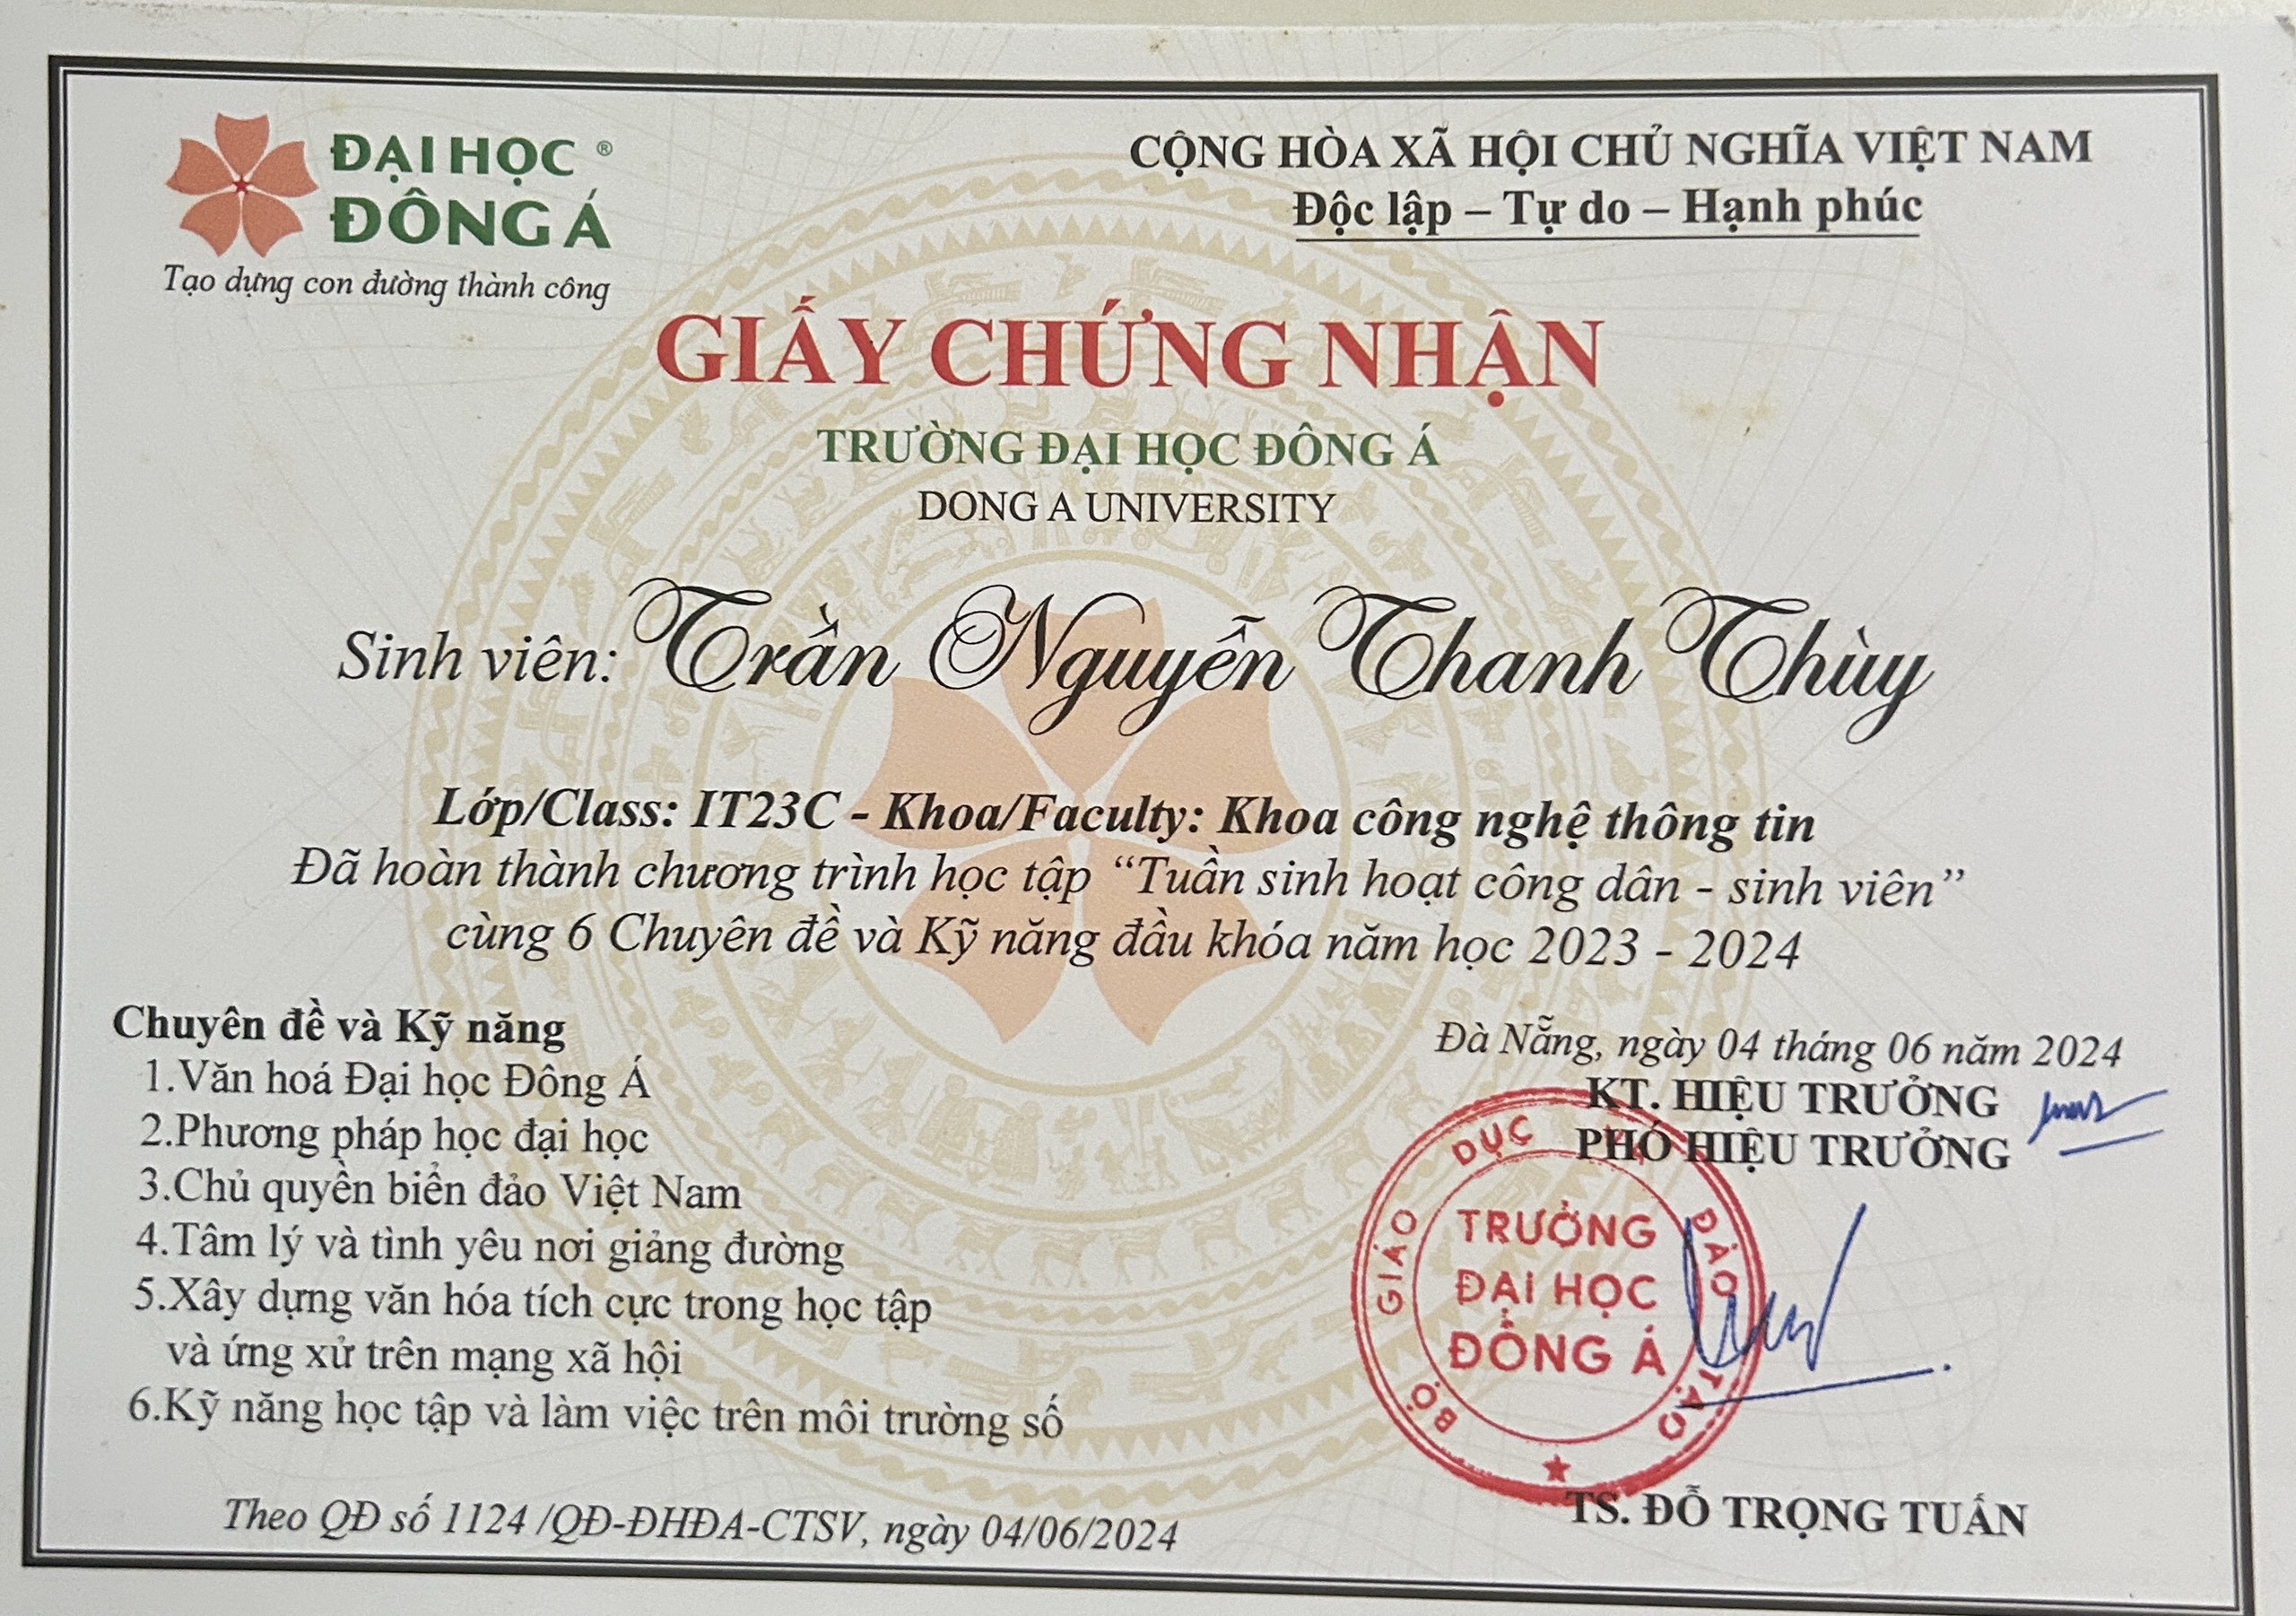 ĐẠI HỌC ®
ĐÔNG Á
Tạo dựng con đường thành công
CỘNG HÒA XÃ HỘI CHỦ NGHĨA VIỆT NAM
Độc lập – Tự do – Hạnh phúc
GIẤY CHỨNG NHẬN
TRƯỜNG ĐẠI HỌC ĐÔNG Á
DONG A UNIVERSITY
Sinh viên: Trần Nguyễn Thanh Thùy
Lớp/Class: IT23C - Khoa/Faculty: Khoa công nghệ thông tin
Đã hoàn thành chương trình học tập “Tuần sinh hoạt công dân - sinh viên”
cùng 6 Chuyên đề và Kỹ năng đầu khóa năm học 2023 - 2024
Chuyên đề và Kỹ năng
1.Văn hoá Đại học Đông Á
2.Phương pháp học đại học
3.Chủ quyền biển đảo Việt Nam
4.Tâm lý và tình yêu nơi giảng đường
5.Xây dựng văn hóa tích cực trong học tập
và ứng xử trên mạng xã hội
6.Kỹ năng học tập và làm việc trên môi trường số
Theo QĐ số 1124 /QĐ-ĐHĐA-CTSV, ngày 04/06/2024
Đà Nẵng, ngày 04 tháng 06 năm 2024
KT. HIỆU TRƯỞNG
PHÓ HIỆU TRƯỞNG
BỘ GIÁO DỤC ĐÀO TẠO
TRƯỜNG
ĐẠI HỌC
ĐÔNG Á
TS. ĐỖ TRỌNG TUẤN